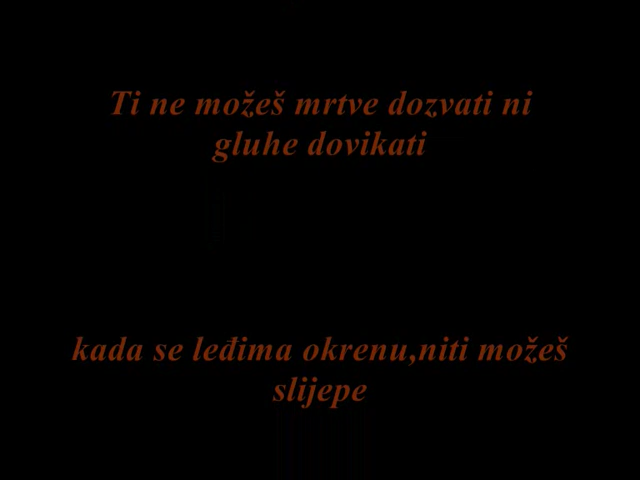 Ti ne možeš mrtve dozvati ni
gluhe dovikati
kada se leđima okrenu,niti možeš
slijepe